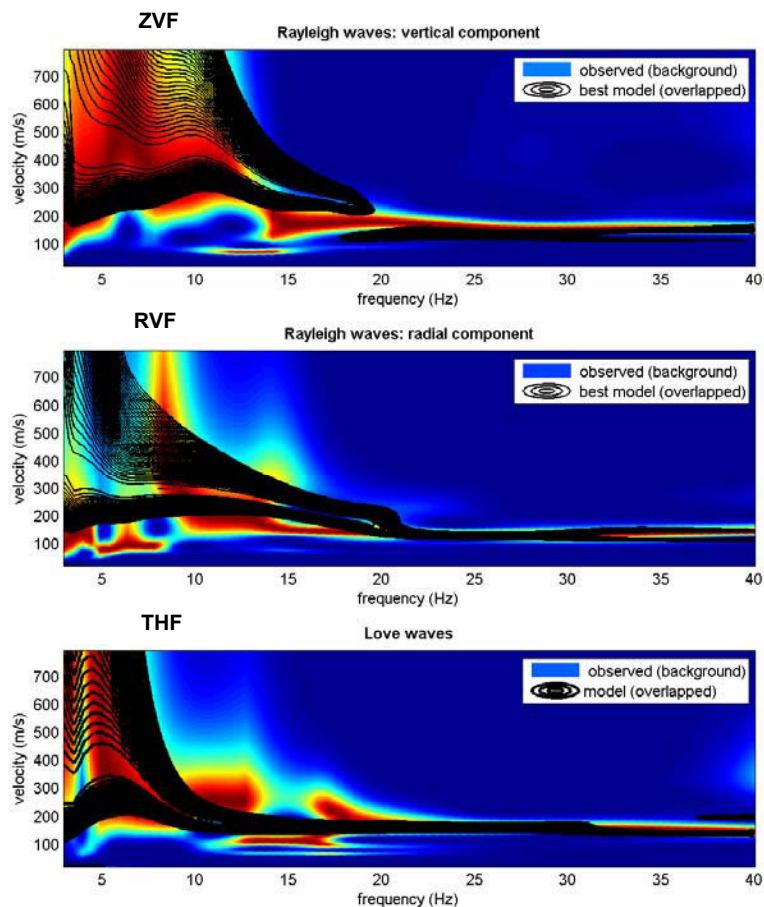 ZVF
Rayleigh waves: vertical component
observed (background)
best model (overlapped)
velocity (m/s)
700
600
500
400
300
200
100
5 10 15 20 25 30 35 40
frequency (Hz)
RVF
Rayleigh waves: radial component
observed (background)
best model (overlapped)
velocity (m/s)
700
600
500
400
300
200
100
5 10 15 20 25 30 35 40
frequency (Hz)
THF
Love waves
observed (background)
model (overlapped)
velocity (m/s)
700
600
500
400
300
200
100
5 10 15 20 25 30 35 40
frequency (Hz)